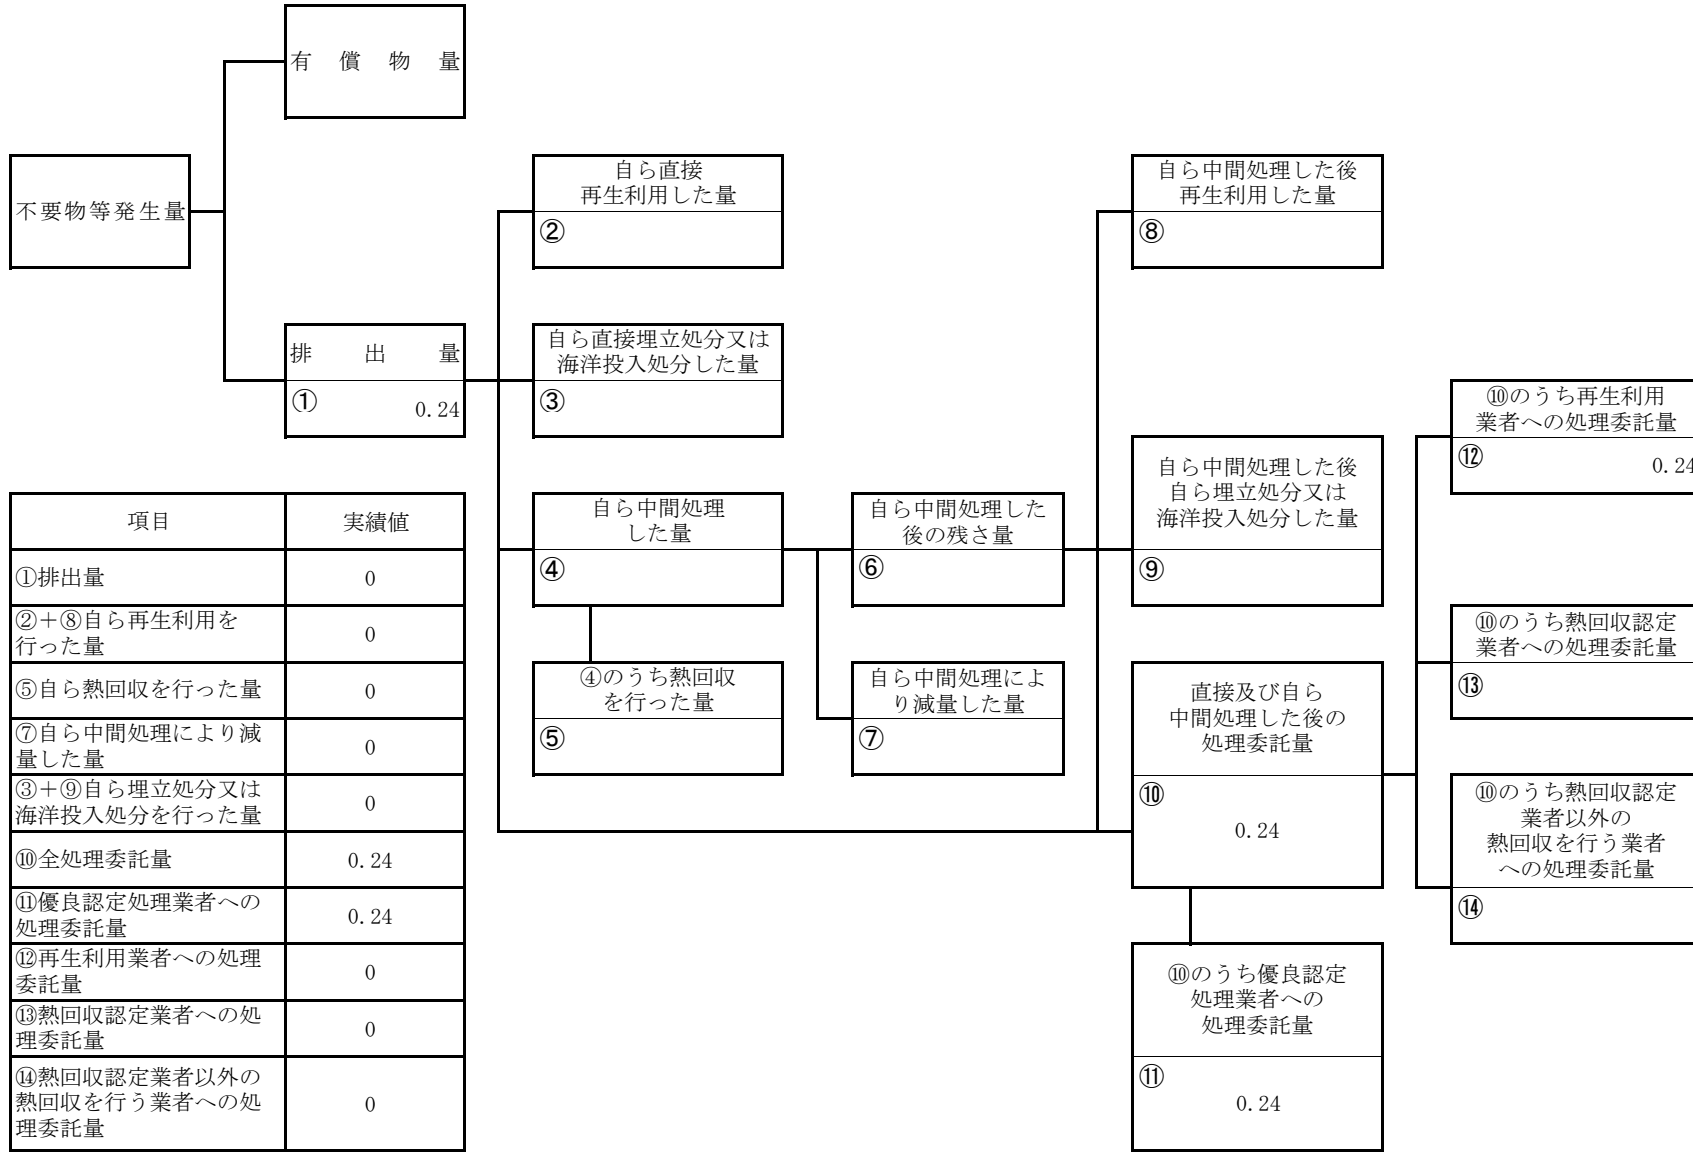 有償物量
不要物等発生量
自ら直接
再生利用した量
②
自ら中間処理した後
再生利用した量
⑧
排出量
① 0.24
自ら直接埋立処分又は
海洋投入処分した量
③
⑩のうち再生利用
業者への処理委託量
⑫ 0.24
自ら中間処理
した量
④
自ら中間処理した
後の残さ量
⑥
自ら中間処理した後
自ら埋立処分又は
海洋投入処分した量
⑨
⑩のうち熱回収認定
業者への処理委託量
⑬
④のうち熱回収
を行った量
⑤
自ら中間処理によ
り減量した量
⑦
直接及び自ら
中間処理した後の
処理委託量
⑩
0.24
⑩のうち熱回収認定
業者以外の
熱回収を行う業者
への処理委託量
⑭
⑩のうち優良認定
処理業者への
処理委託量
⑪
0.24
項目 実績値
①排出量 0
②+⑧自ら再生利用を
行った量 0
⑤自ら熱回収を行った量 0
⑦自ら中間処理により減
量した量 0
③+⑨自ら埋立処分又は
海洋投入処分を行った量 0
⑩全処理委託量 0.24
⑪優良認定処理業者への
処理委託量 0.24
⑫再生利用業者への処理
委託量 0
⑬熱回収認定業者への処
理委託量 0
⑭熱回収認定業者以外の
熱回収を行う業者への処
理委託量 0